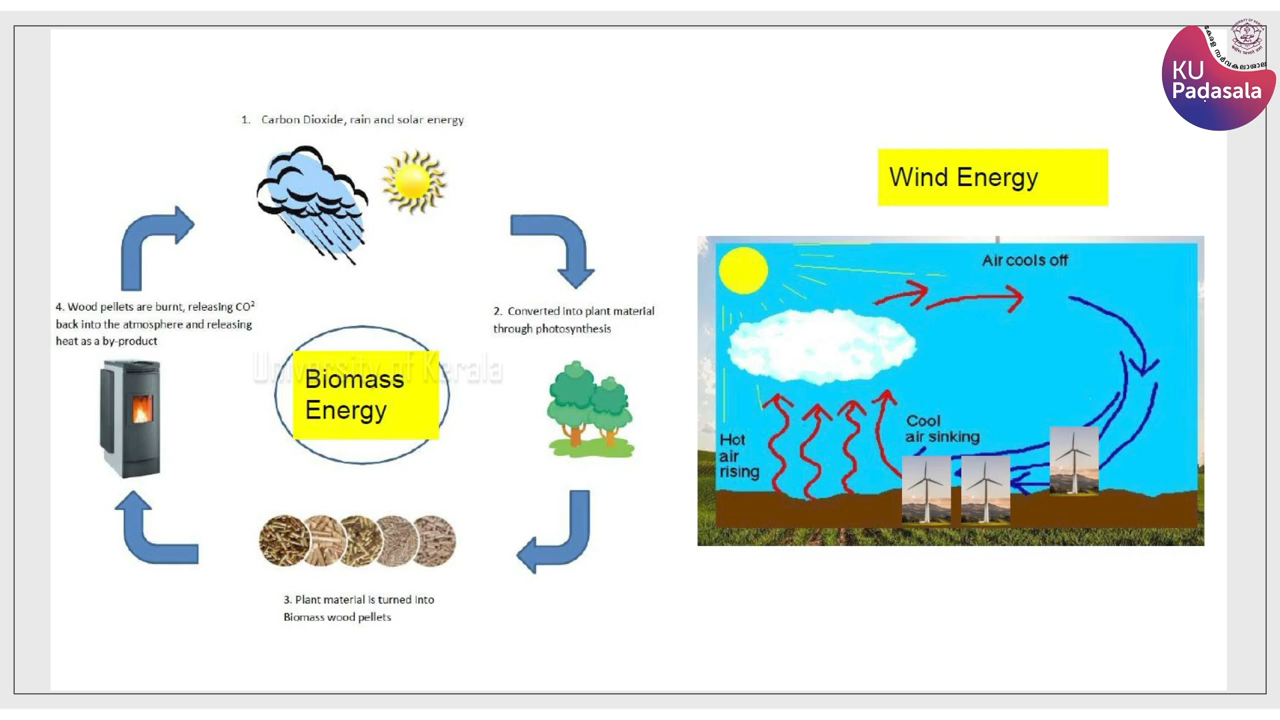 KU
Padasala
1. Carbon Dioxide, rain and solar energy
2. Converted into plant material
through photosynthesis
3. Plant material is turned into
Biomass wood pellets
4. Wood pellets are burnt, releasing CO²
back into the atmosphere and releasing
heat as a by-product
University of Kerala
Biomass
Energy
Wind Energy
Air cools off
Hot
air
rising
Cool
air sinking